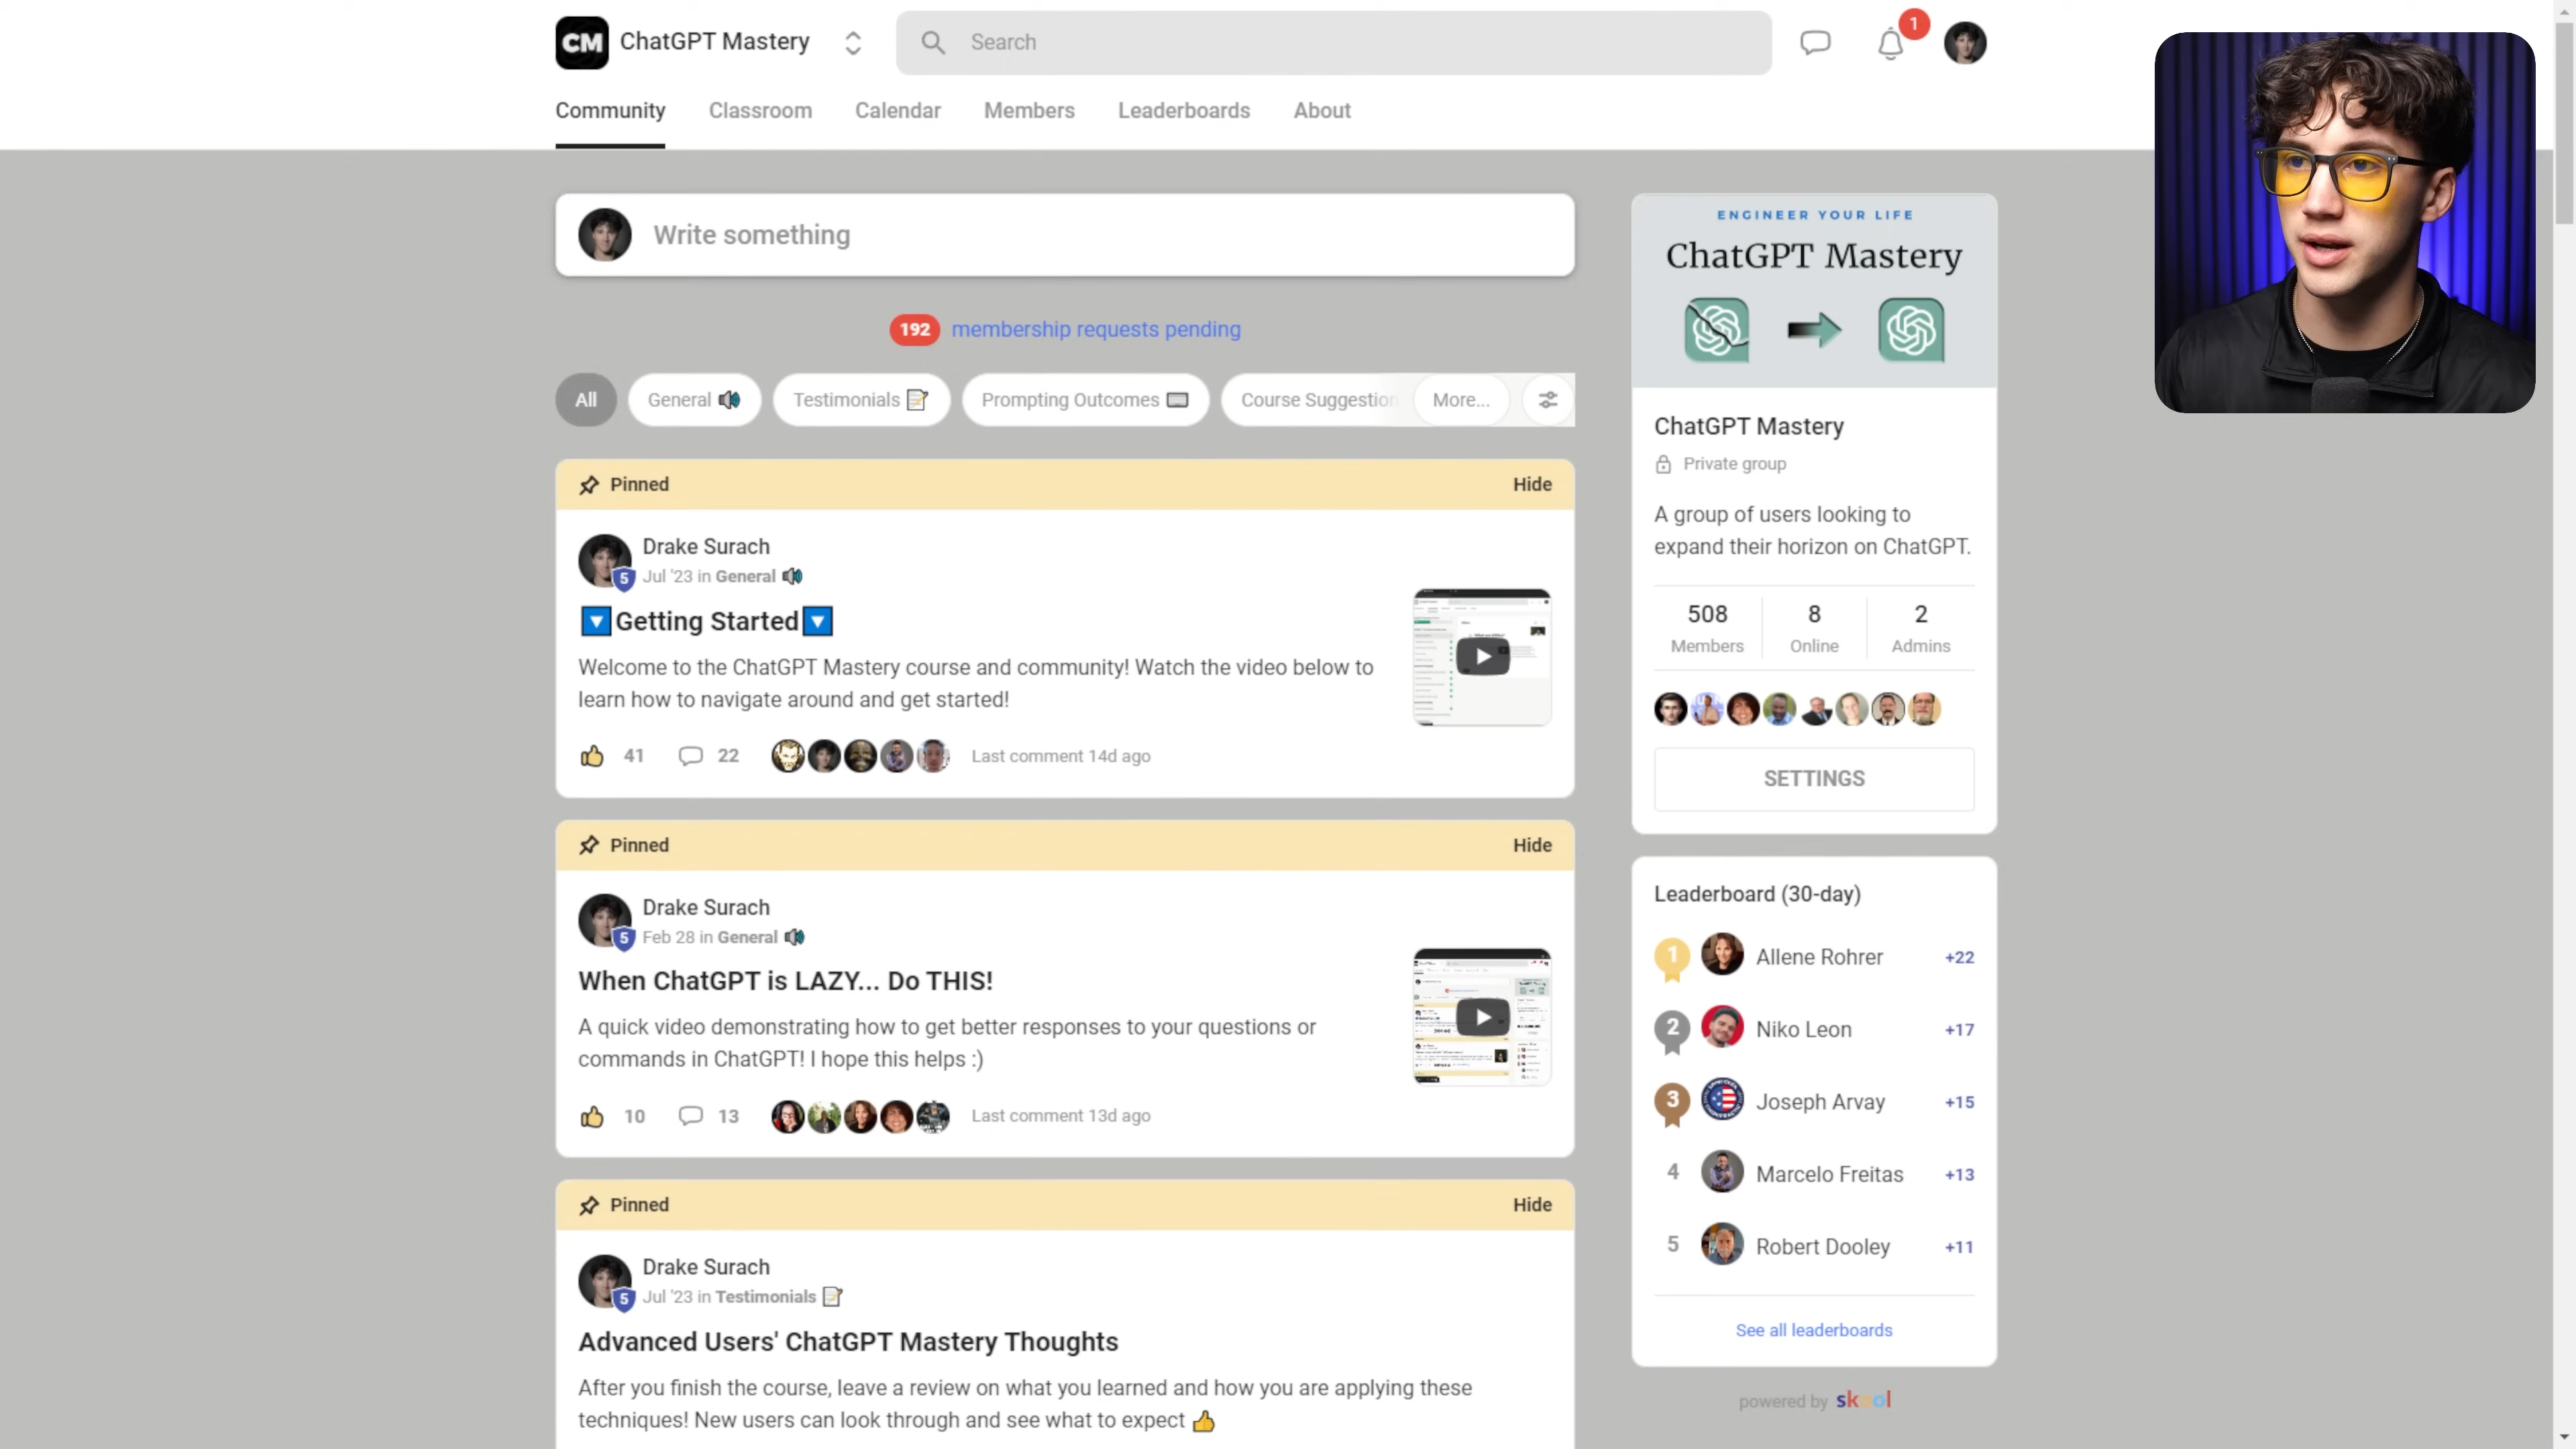 CM ChatGPT Mastery
Search
1
Community Classroom Calendar Members Leaderboards About
Write something
192 membership requests pending
All General Testimonials Prompting Outcomes Course Suggestion More...
Pinned Hide
Drake Surach
5 Jul '23 in General
Getting Started
Welcome to the ChatGPT Mastery course and community! Watch the video below to
learn how to navigate around and get started!
41 22 Last comment 14d ago
Pinned Hide
Drake Surach
5 Feb 28 in General
When ChatGPT is LAZY... Do THIS!
A quick video demonstrating how to get better responses to your questions or
commands in ChatGPT! I hope this helps :)
10 13 Last comment 13d ago
Pinned Hide
Drake Surach
5 Jul '23 in Testimonials
Advanced Users' ChatGPT Mastery Thoughts
After you finish the course, leave a review on what you learned and how you are applying these
techniques! New users can look through and see what to expect
ENGINEER YOUR LIFE
ChatGPT Mastery
ChatGPT Mastery
Private group
A group of users looking to
expand their horizon on ChatGPT.
508 8 2
Members Online Admins
SETTINGS
Leaderboard (30-day)
1 Allene Rohrer +22
2 Niko Leon +17
3 Joseph Arvay +15
4 Marcelo Freitas +13
5 Robert Dooley +11
See all leaderboards
powered by skool